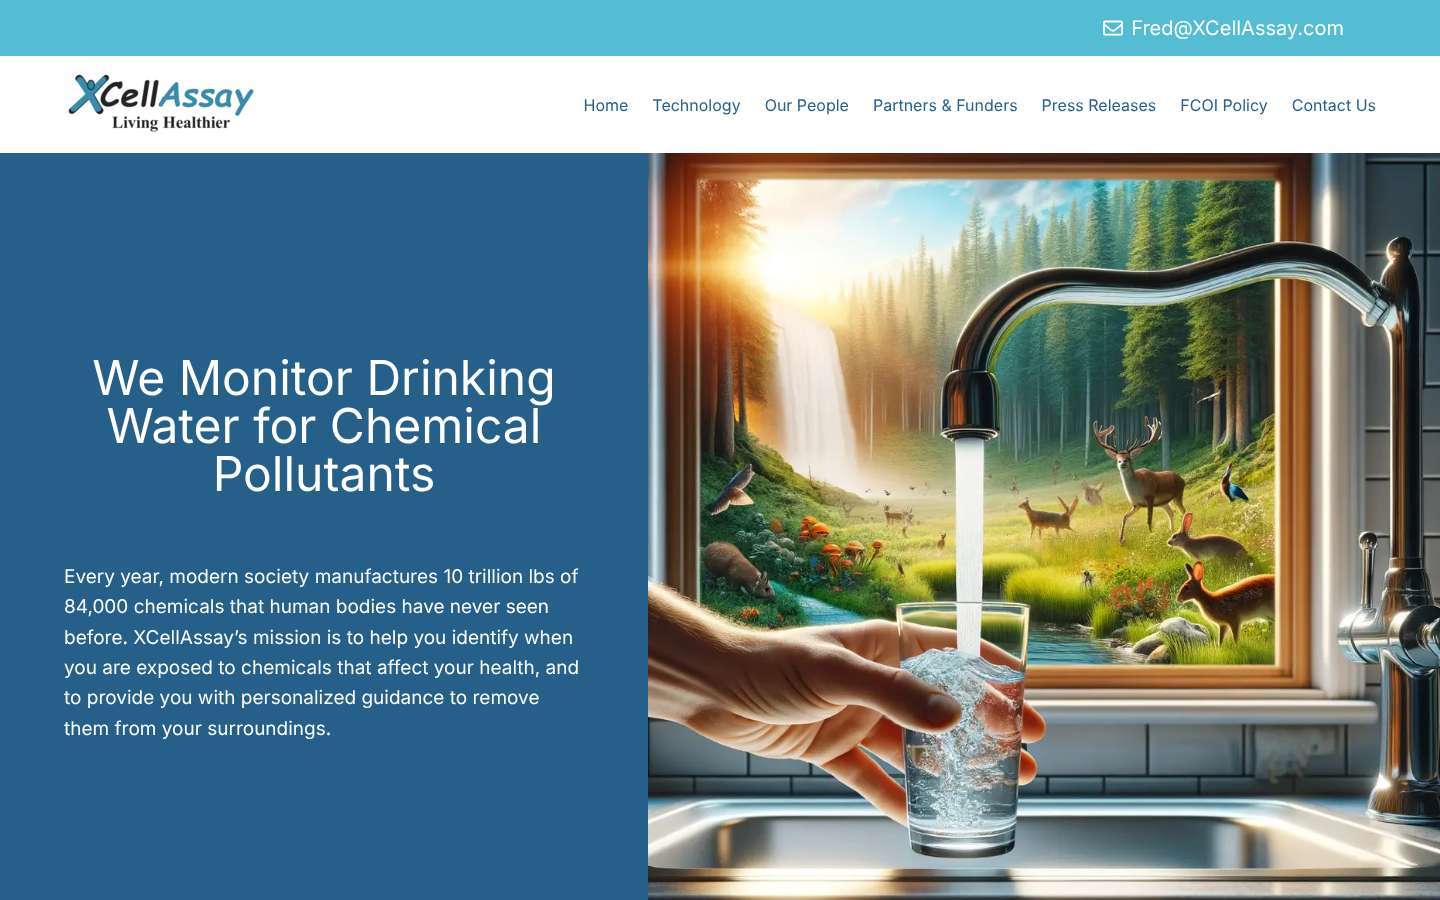 Fred@XCellAssay.com
XCellAssay
Living Healthier
Home Technology Our People Partners & Funders Press Releases FCOI Policy Contact Us
We Monitor Drinking
Water for Chemical
Pollutants
Every year, modern society manufactures 10 trillion lbs of
84,000 chemicals that human bodies have never seen
before. XCellAssay’s mission is to help you identify when
you are exposed to chemicals that affect your health, and
to provide you with personalized guidance to remove
them from your surroundings.